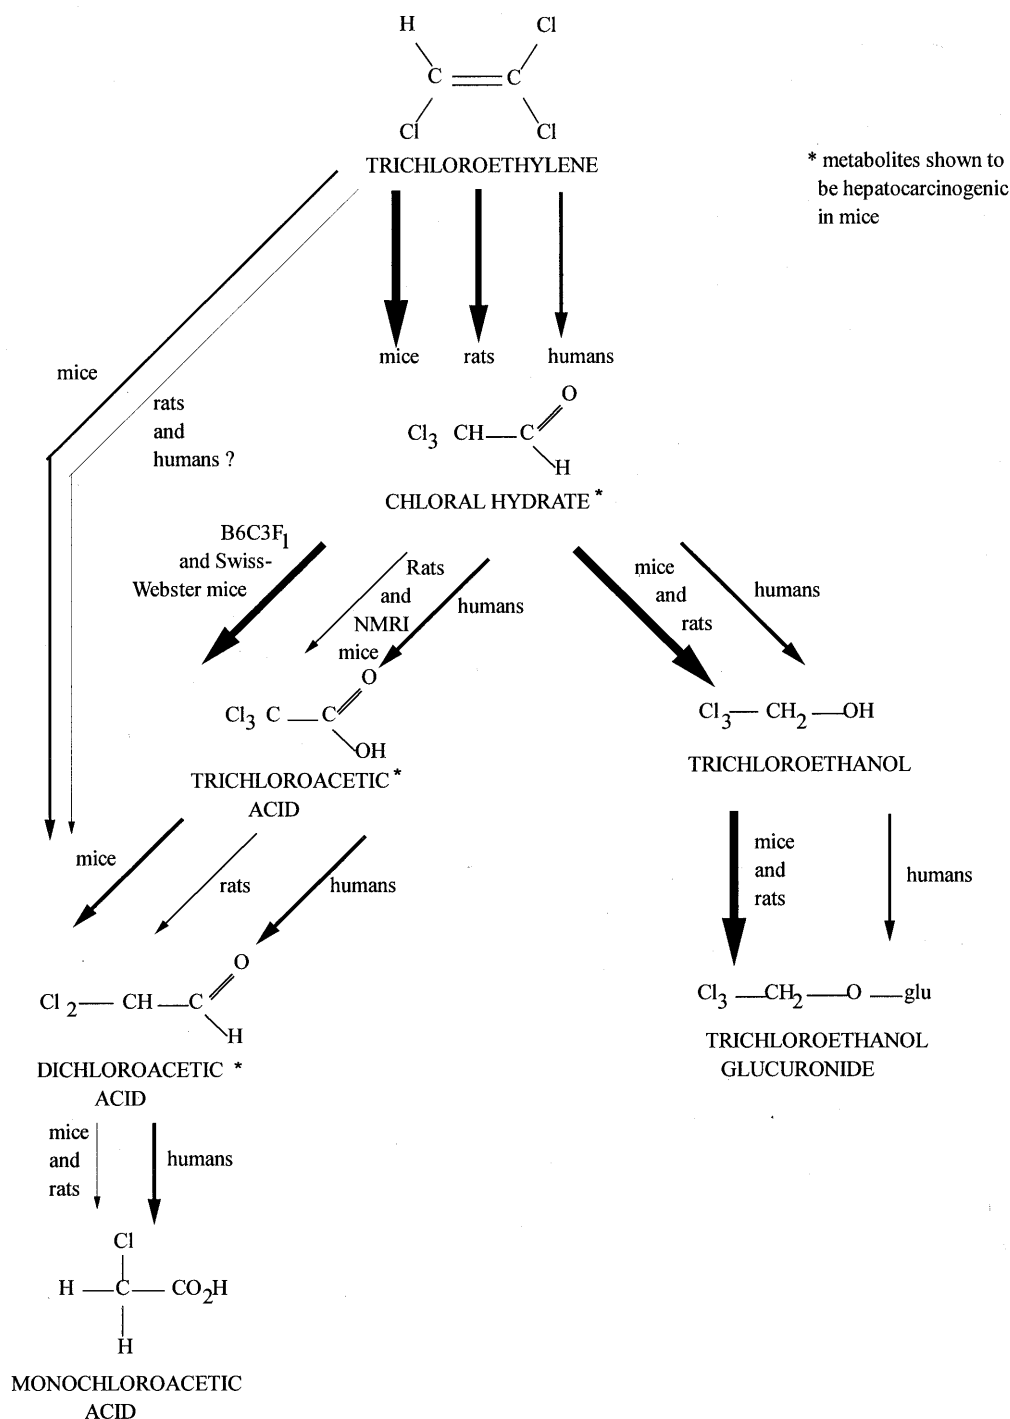 H Cl
C C
Cl Cl
TRICHLOROETHYLENE
* metabolites shown to
be hepatocarcinogenic
in mice
mice rats humans
mice
rats
and
humans ?
O
Cl3 CH C
H
CHLORAL HYDRATE *
B6C3F1
and Swiss-
Webster mice
Rats
and
NMRI
mice
humans
mice
and
rats
humans
O
Cl3 C C
OH
TRICHLOROACETIC *
ACID
Cl3 CH2 OH
TRICHLOROETHANOL
mice
rats
humans
mice
and
rats
humans
O
Cl2 CH C
H
DICHLOROACETIC *
ACID
Cl3 CH2 O glu
TRICHLOROETHANOL
GLUCURONIDE
mice
and
rats
humans
Cl
H C CO2H
H
MONOCHLOROACETIC
ACID